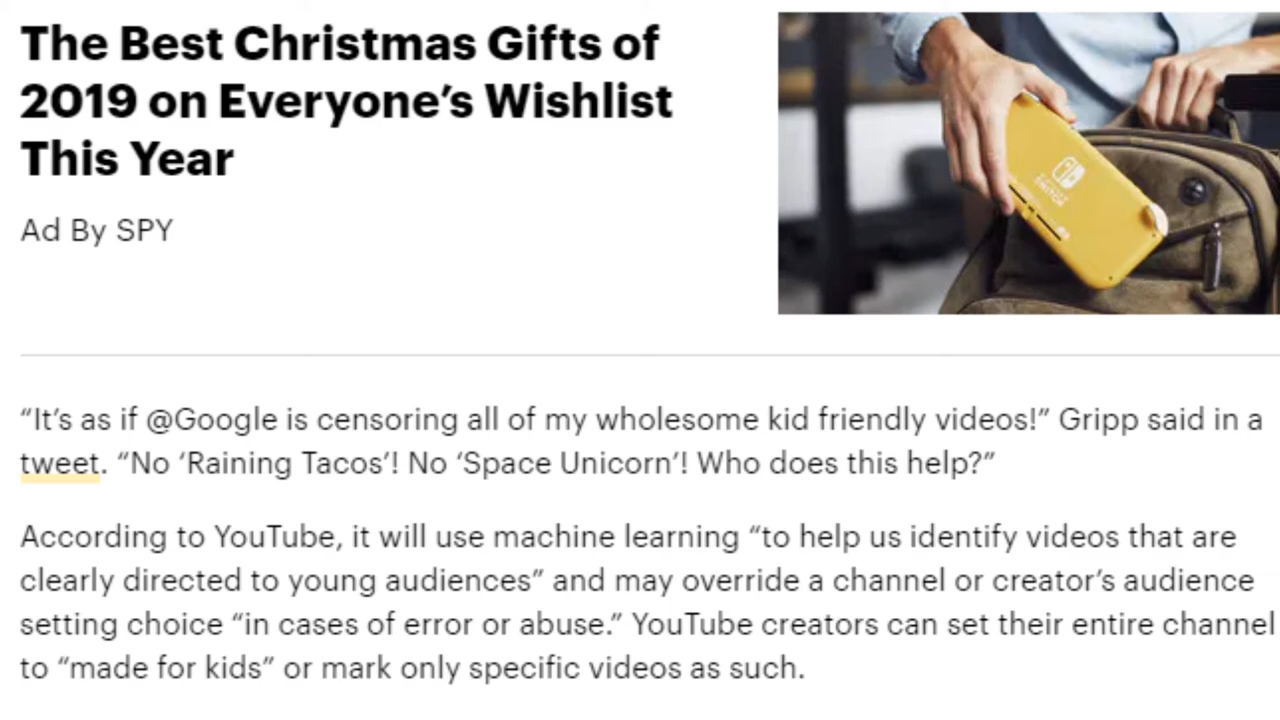 The Best Christmas Gifts of
2019 on Everyone’s Wishlist
This Year
Ad By SPY
SWITCH
“It’s as if @Google is censoring all of my wholesome kid friendly videos!” Gripp said in a
tweet. “No ‘Raining Tacos’! No ‘Space Unicorn’! Who does this help?”
According to YouTube, it will use machine learning “to help us identify videos that are
clearly directed to young audiences” and may override a channel or creator’s audience
setting choice “in cases of error or abuse.” YouTube creators can set their entire channel
to “made for kids” or mark only specific videos as such.